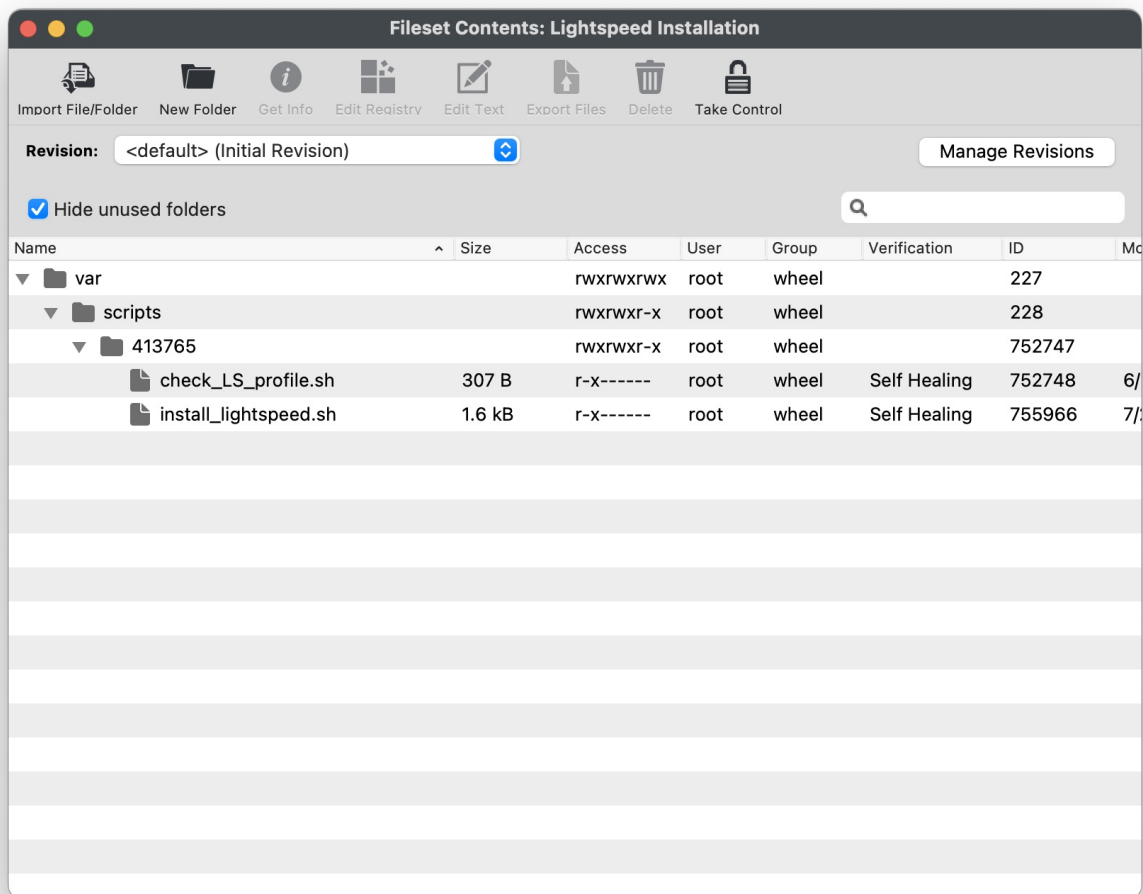 Fileset Contents: Lightspeed Installation
Import File/Folder New Folder Get Info Edit Registry Edit Text Export Files Delete Take Control
Revision: <default> (Initial Revision) Manage Revisions
Hide unused folders
Name Size Access User Group Verification ID
var rwxrwxrwx root wheel 227
scripts rwxrwxr-x root wheel 228
413765 rwxrwxr-x root wheel 752747
check_LS_profile.sh 307 B r-x------ root wheel Self Healing 752748 6/
install_lightspeed.sh 1.6 kB r-x------ root wheel Self Healing 755966 7/